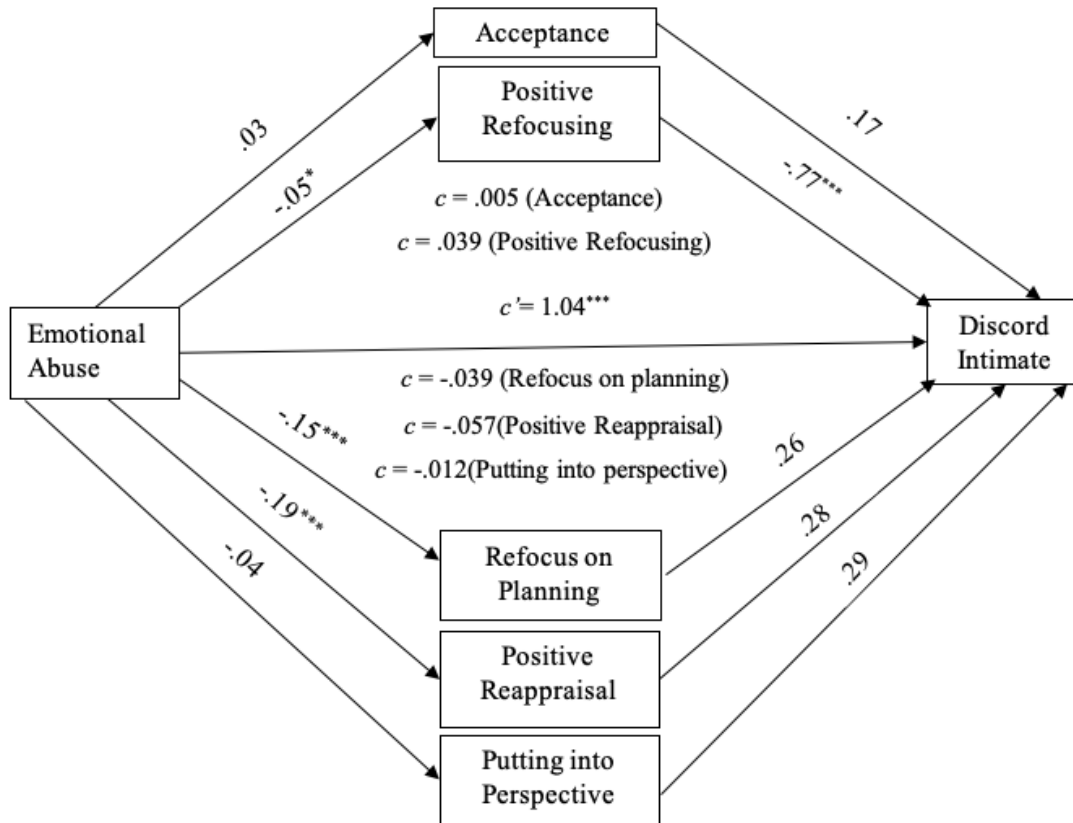 Acceptance
Positive
Refocusing
.03
-.05*
.17
-.77***
c = .005 (Acceptance)
c = .039 (Positive Refocusing)
c'= 1.04***
Emotional
Abuse
Discord
Intimate
c = -.039 (Refocus on planning)
c = -.057(Positive Reappraisal)
c = -.012(Putting into perspective)
-.15***
-.19***
-.04
.26
.28
.29
Refocus on
Planning
Positive
Reappraisal
Putting into
Perspective